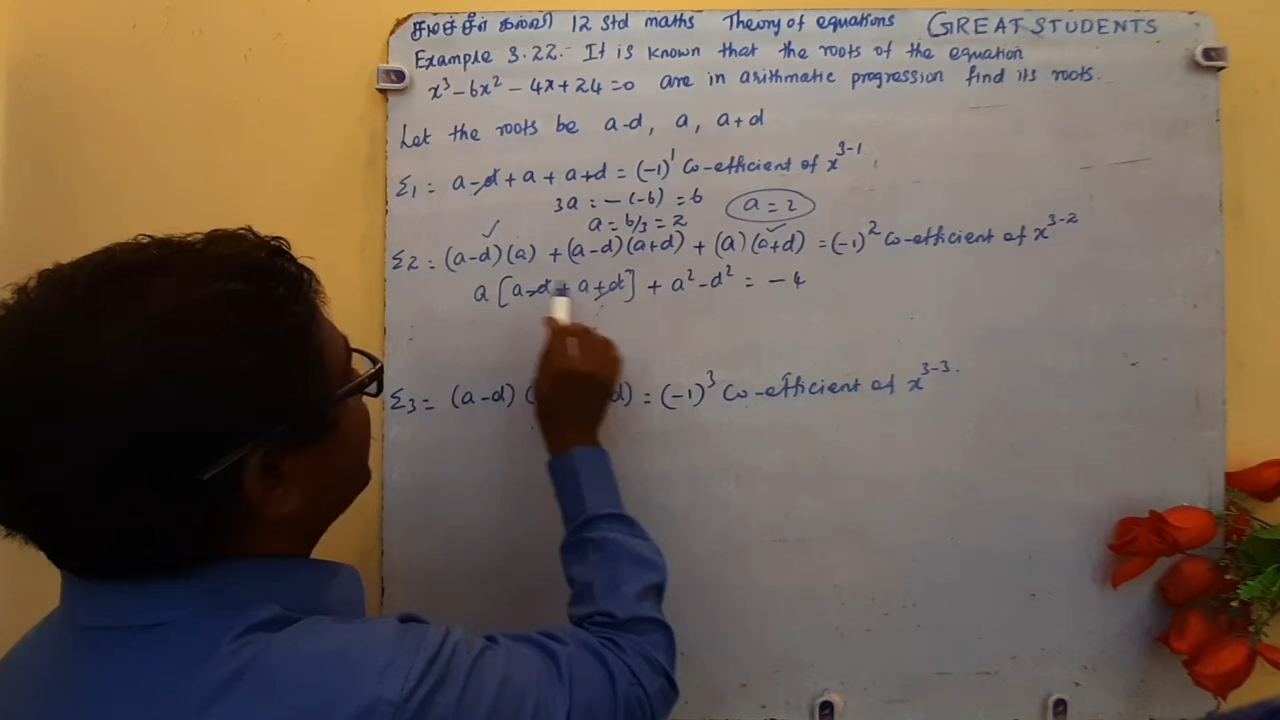 கல்வி 12 Std maths Theory of equations GREAT STUDENTS
Example 3.22:- It is known that the roots of the equation
x³ - 6x² - 4x + 24 = 0 are in arithmatic progression find its roots.
Let the roots be a-d, a, a+d
Σ1 = a-d + a + a+d = (-1)¹ Co-efficient of x³⁻¹
3a = -(-6) = 6 a = 2
a = 6/3 = 2
Σ2 = (a-d)(a) + (a-d)(a+d) + (a)(a+d) = (-1)² Co-efficient of x³⁻²
a [a-d + a+d] + a² - d² = -4
Σ3 = (a-d) ( d) = (-1)³ Co-efficient of x³⁻³.